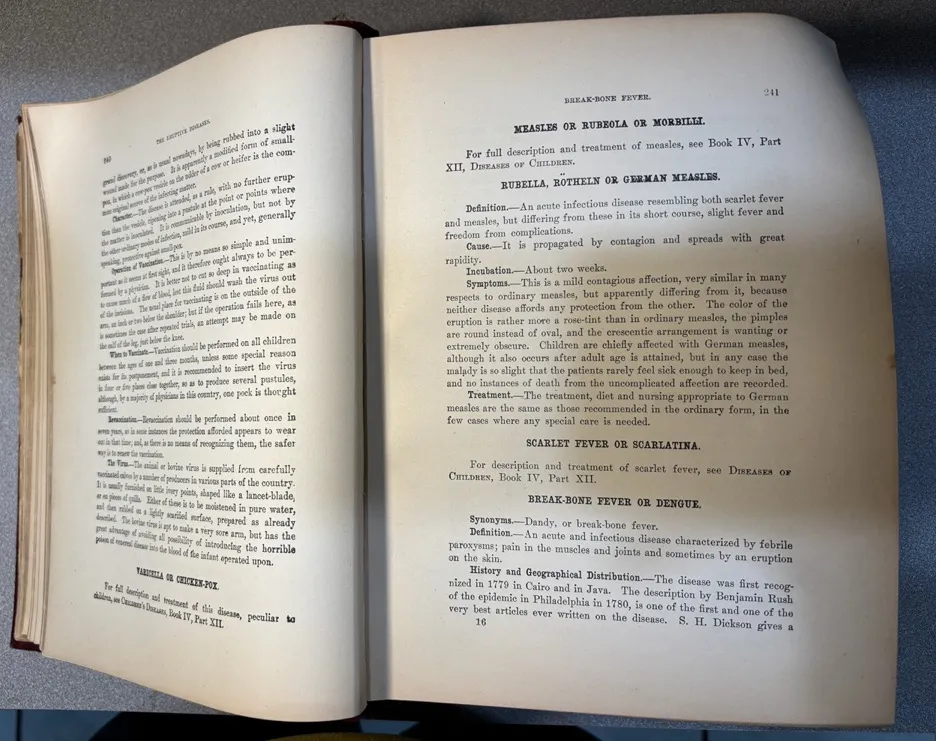 240
THE ERUPTIVE DISEASES.
great discovery, or, as is usual nowadays, by being rubbed into a slight
wound made for the purpose. It is apparently a modified form of small-
pox, in which a cow-pox vesicle on the udder of a cow or heifer is the com-
mon original source of the infecting matter.
Character.—The disease is attended, as a rule, with no further erup-
tion than the vesicle, ripening into a pustule at the point or points where
the matter is inoculated. It is communicable by inoculation, but not by
the other ordinary modes of infection, mild in its course, and yet, generally
speaking, protective against small-pox.
Operation of Vaccination.—This is by no means so simple and unim-
portant as it seems at first sight, and it therefore ought always to be per-
formed by a physician. It is better not to cut so deep in vaccinating as
to cause much of a flow of blood, lest this fluid should wash the virus out
of the incisions. The usual place for vaccinating is on the outside of the
arm, an inch or two below the shoulder; but if the operation fails here, as
is sometimes the case after repeated trials, an attempt may be made on
the calf of the leg, just below the knee.
When to Vaccinate.—Vaccination should be performed on all children
between the ages of one and three months, unless some special reason
exists for its postponement, and it is recommended to insert the virus
in four or five places close together, so as to produce several pustules,
although, by a majority of physicians in this country, one pock is thought
sufficient.
Revaccination.—Revaccination should be performed about once in
seven years, as in some instances the protection afforded appears to wear
out in that time; and, as there is no means of recognizing them, the safer
way is to renew the vaccination.
The Virus.—The animal or bovine virus is supplied from carefully
vaccinated calves by a number of producers in various parts of the country.
It is usually furnished on little ivory points, shaped like a lancet-blade,
or on pieces of quills. Either of these is to be moistened in pure water,
and then rubbed on a lightly scarified surface, prepared as already
described. The bovine virus is apt to make a very sore arm, but has the
great advantage of avoiding all possibility of introducing the horrible
poison of venereal disease into the blood of the infant operated upon.
VARICELLA OR CHICKEN-POX.
For full description and treatment of this disease, peculiar to
children, see CHILDREN'S DISEASES, Book IV, Part XII.
BREAK-BONE FEVER.
241
MEASLES OR RUBEOLA OR MORBILLI.
For full description and treatment of measles, see Book IV, Part
XII, DISEASES OF CHILDREN.
RUBELLA, RÖTHELN OR GERMAN MEASLES.
Definition.—An acute infectious disease resembling both scarlet fever
and measles, but differing from these in its short course, slight fever and
freedom from complications.
Cause.—It is propagated by contagion and spreads with great
rapidity.
Incubation.—About two weeks.
Symptoms.—This is a mild contagious affection, very similar in many
respects to ordinary measles, but apparently differing from it, because
neither disease affords any protection from the other. The color of the
eruption is rather more a rose-tint than in ordinary measles, the pimples
are round instead of oval, and the crescentic arrangement is wanting or
extremely obscure. Children are chiefly affected with German measles,
although it also occurs after adult age is attained, but in any case the
malady is so slight that the patients rarely feel sick enough to keep in bed,
and no instances of death from the uncomplicated affection are recorded.
Treatment.—The treatment, diet and nursing appropriate to German
measles are the same as those recommended in the ordinary form, in the
few cases where any special care is needed.
SCARLET FEVER OR SCARLATINA.
For description and treatment of scarlet fever, see DISEASES OF
CHILDREN, Book IV, Part XII.
BREAK-BONE FEVER OR DENGUE.
Synonyms.—Dandy, or break-bone fever.
Definition.—An acute and infectious disease characterized by febrile
paroxysms; pain in the muscles and joints and sometimes by an eruption
on the skin.
History and Geographical Distribution.—The disease was first recog-
nized in 1779 in Cairo and in Java. The description by Benjamin Rush
of the epidemic in Philadelphia in 1780, is one of the first and one of the
very best articles ever written on the disease. S. H. Dickson gives a
16